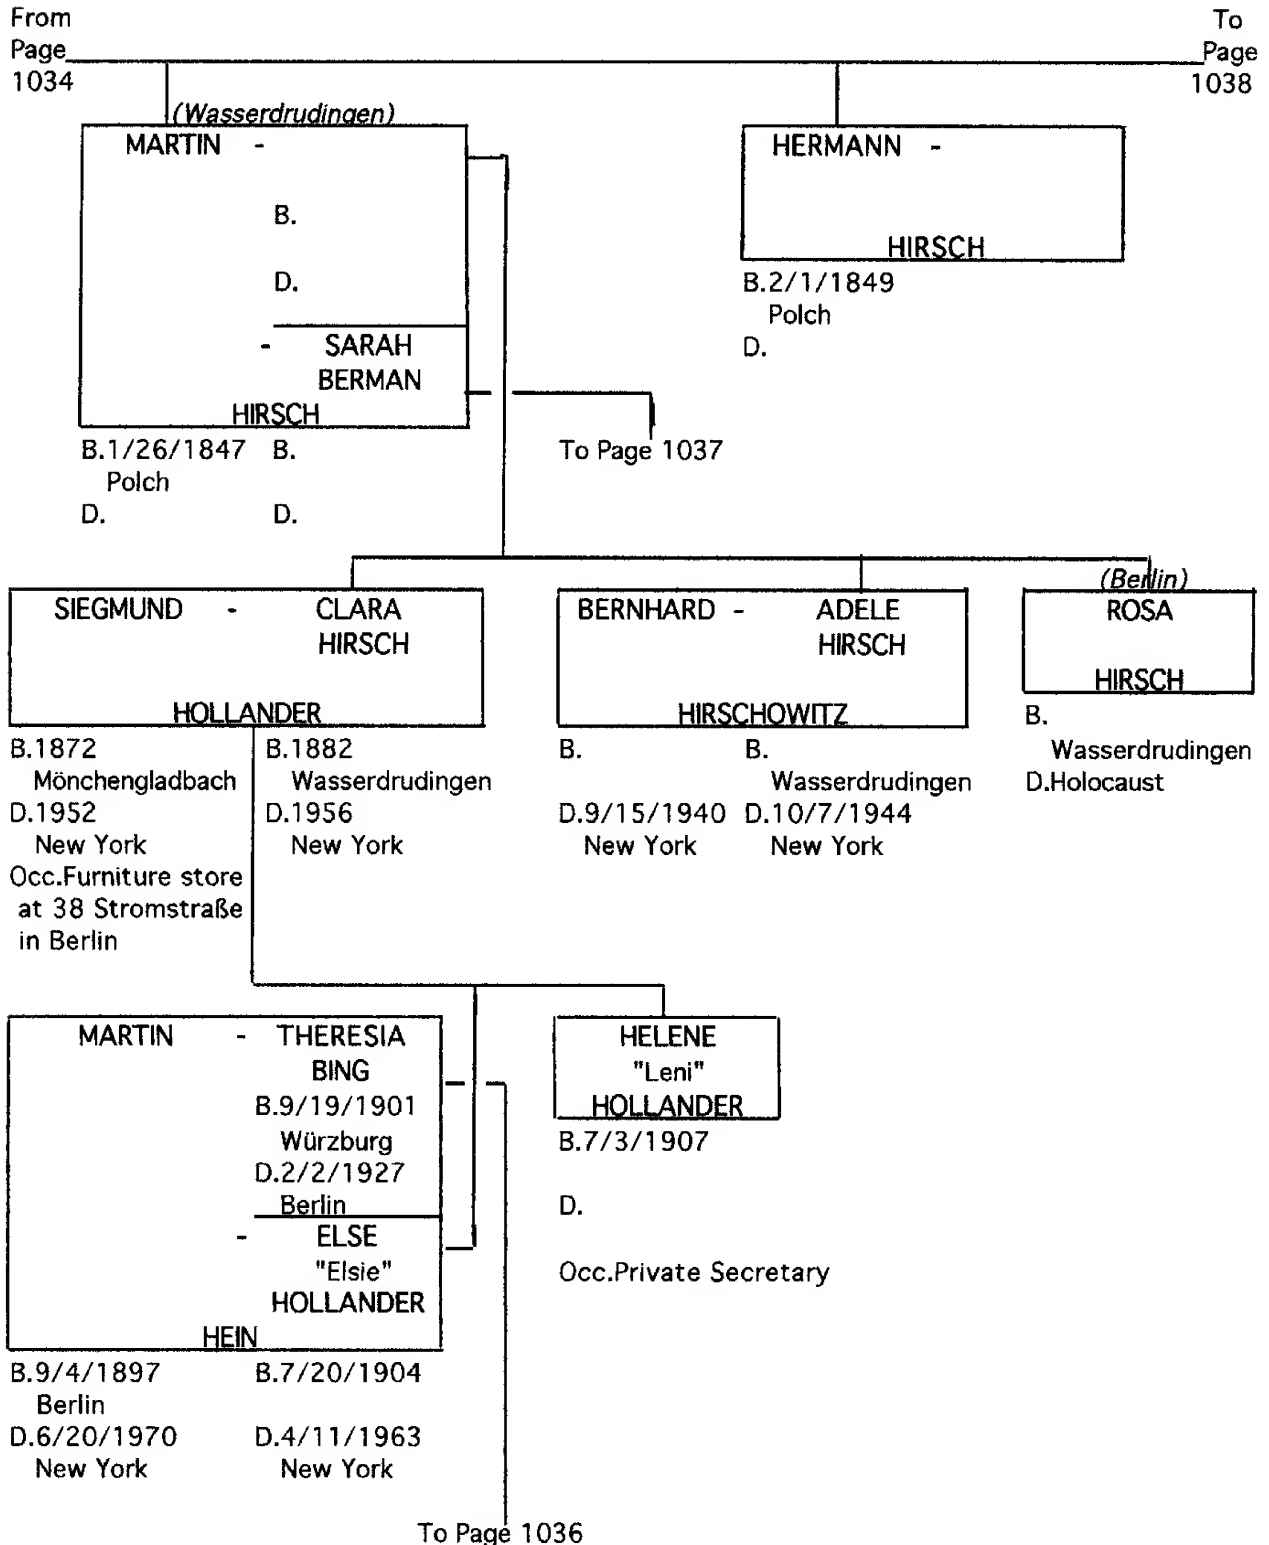 From
Page
1034
To
Page
1038
(Wasserdrudingen)
MARTIN -
B.
D.
- SARAH
BERMAN
HIRSCH
B.1/26/1847 B.
Polch
D. D.
To Page 1037
HERMANN -
HIRSCH
B.2/1/1849
Polch
D.
SIEGMUND - CLARA
HIRSCH
HOLLANDER
B.1872 B.1882
Mönchengladbach Wasserdrudingen
D.1952 D.1956
New York New York
Occ.Furniture store
at 38 Stromstraße
in Berlin
BERNHARD - ADELE
HIRSCH
HIRSCHOWITZ
B. B.
Wasserdrudingen
D.9/15/1940 D.10/7/1944
New York New York
(Berlin)
ROSA
HIRSCH
B.
Wasserdrudingen
D.Holocaust
MARTIN - THERESIA
BING
B.9/19/1901
Würzburg
D.2/2/1927
Berlin
- ELSE
"Elsie"
HOLLANDER
HEIN
B.9/4/1897 B.7/20/1904
Berlin
D.6/20/1970 D.4/11/1963
New York New York
HELENE
"Leni"
HOLLANDER
B.7/3/1907
D.
Occ.Private Secretary
To Page 1036